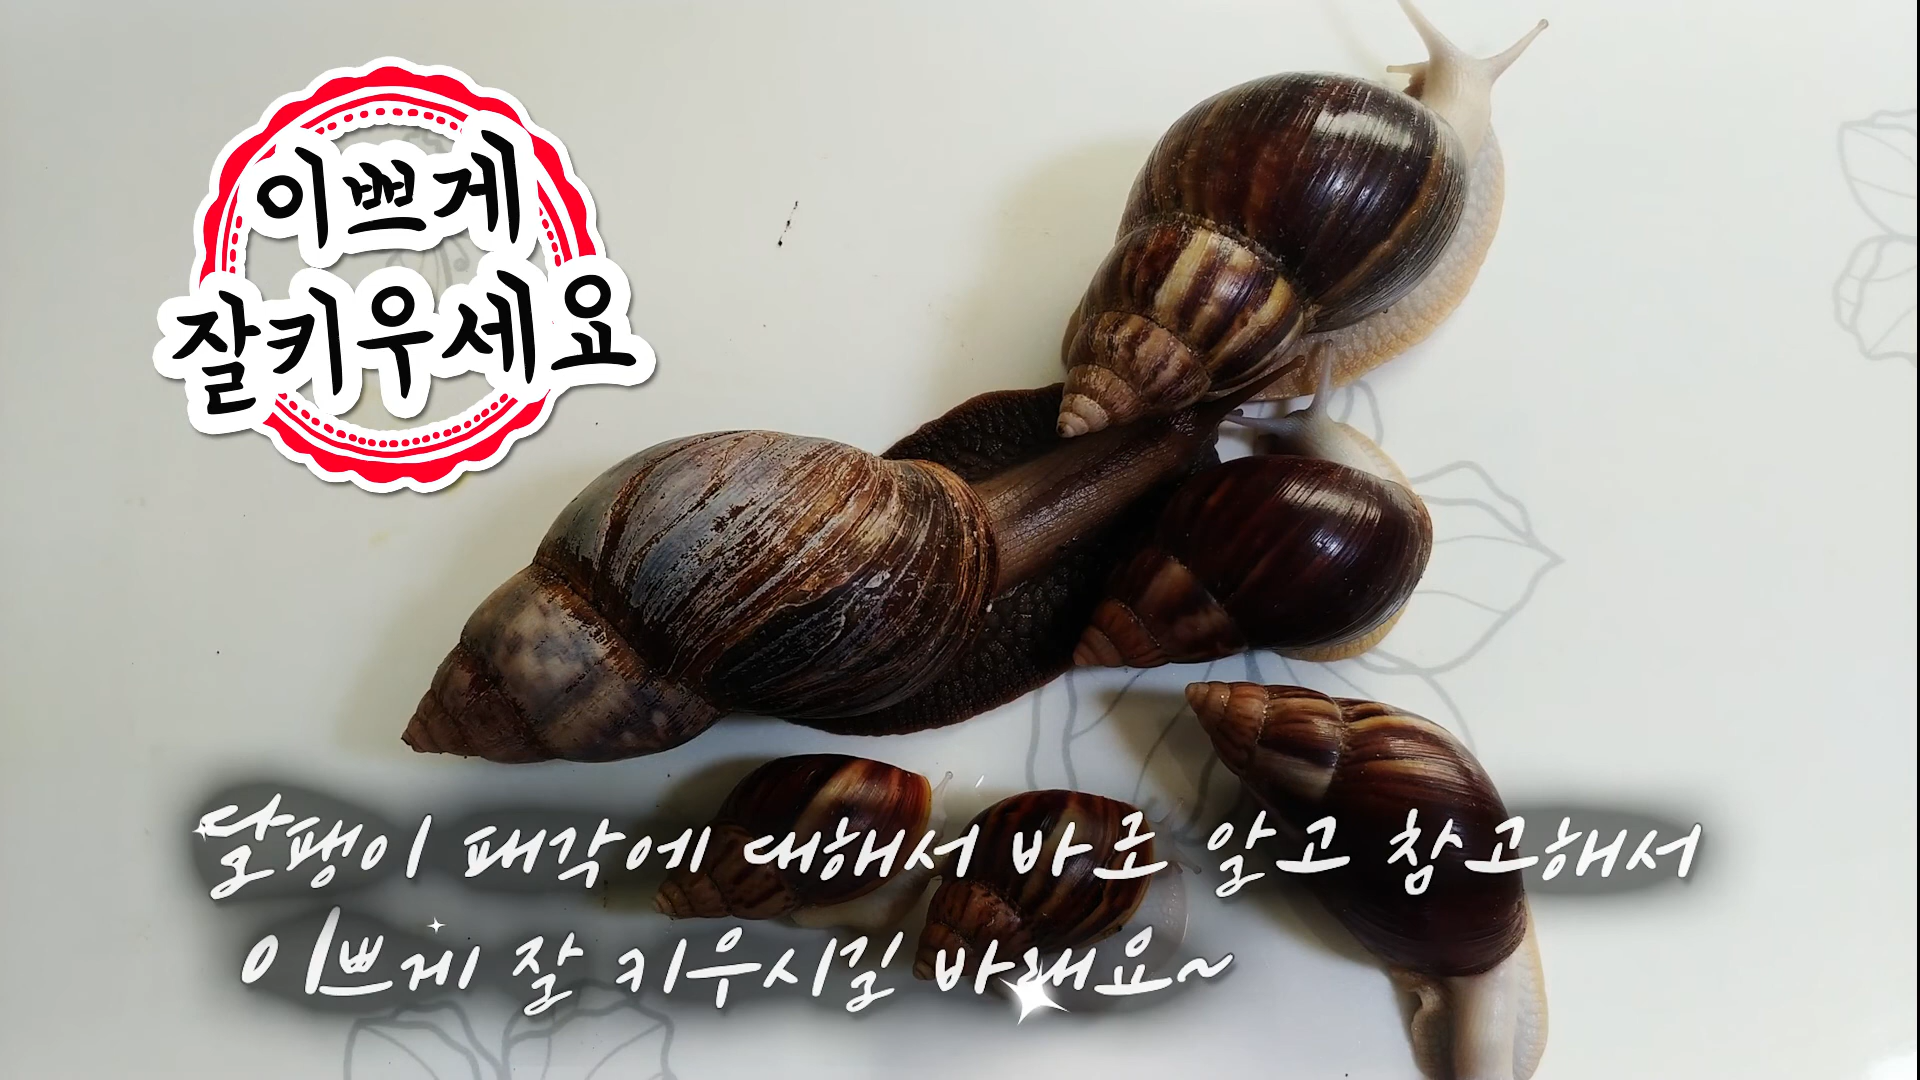 이쁘게
잘키우세요
달팽이 패각에 대해서 바로 앏고 참고해서
이쁘게 잘 키우시길 바래요~